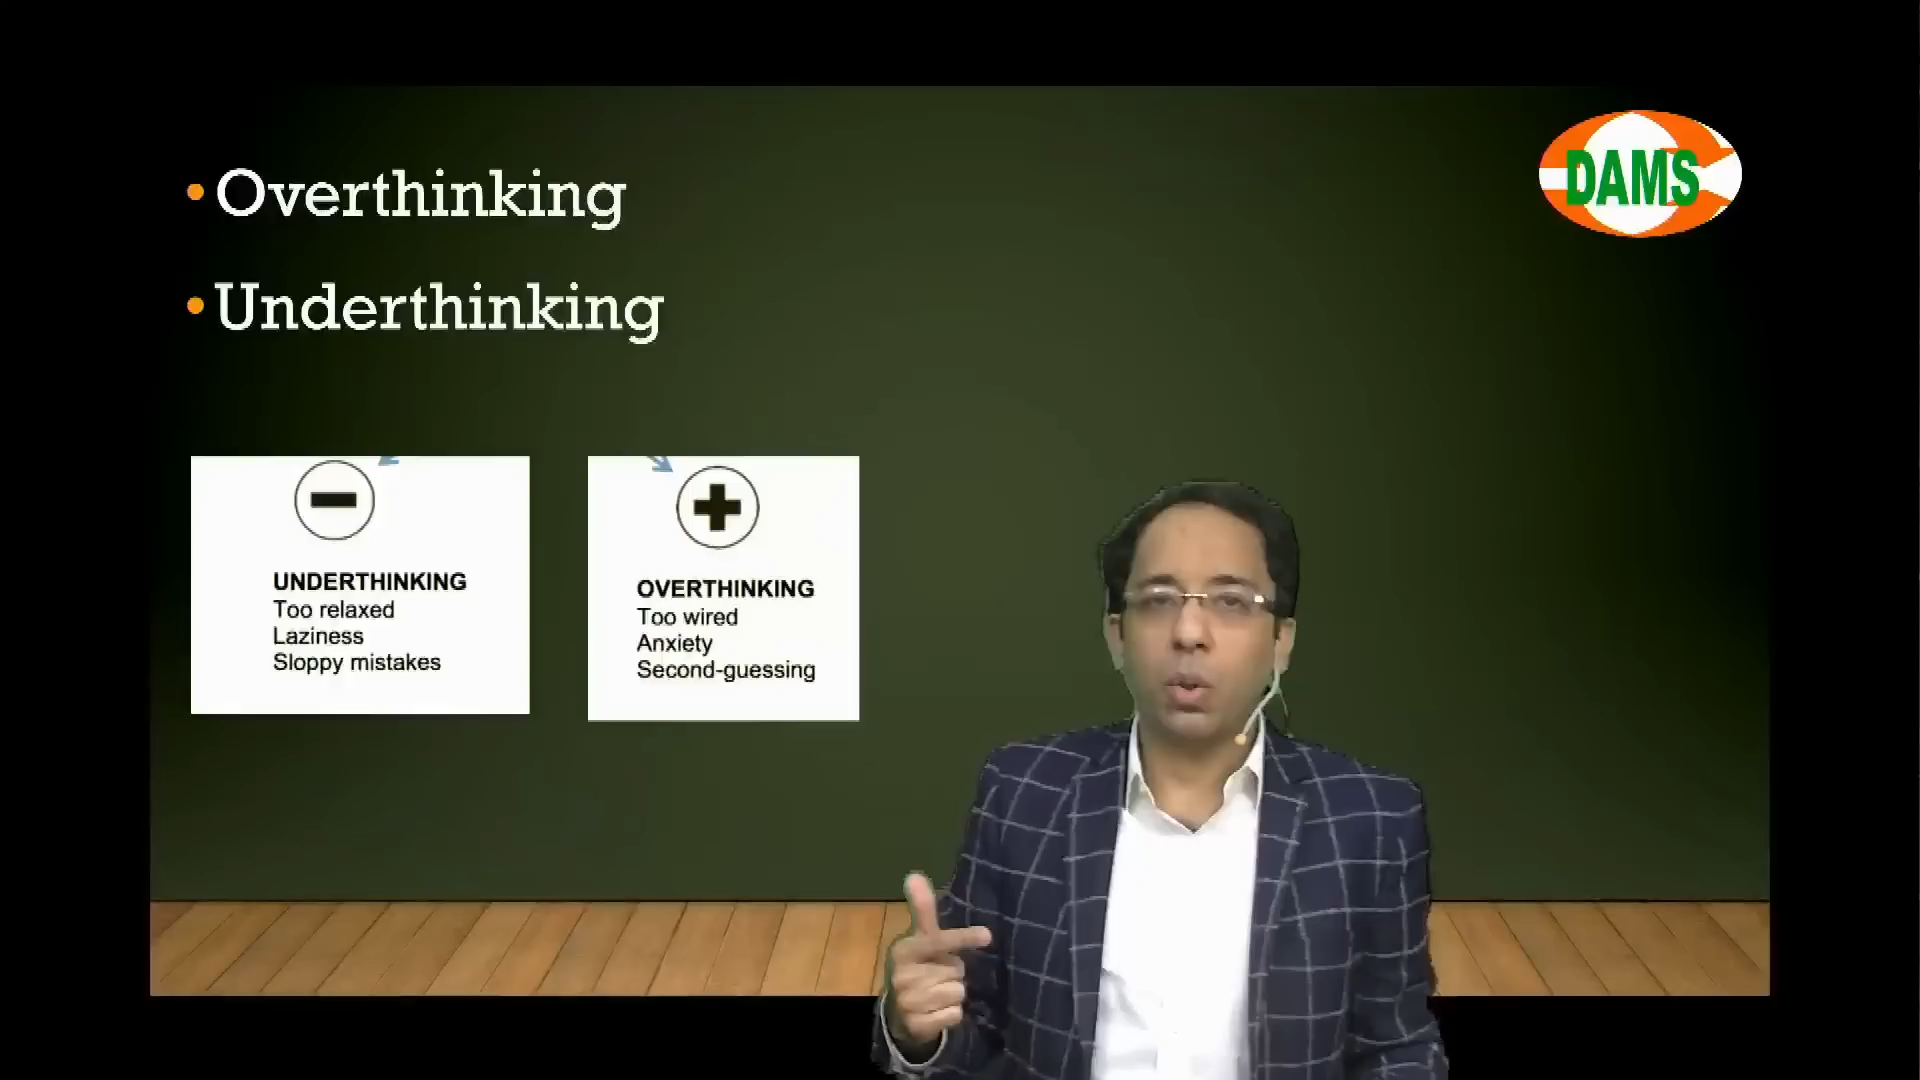 • Overthinking
• Underthinking
DAMS
UNDERTHINKING
Too relaxed
Laziness
Sloppy mistakes
OVERTHINKING
Too wired
Anxiety
Second-guessing